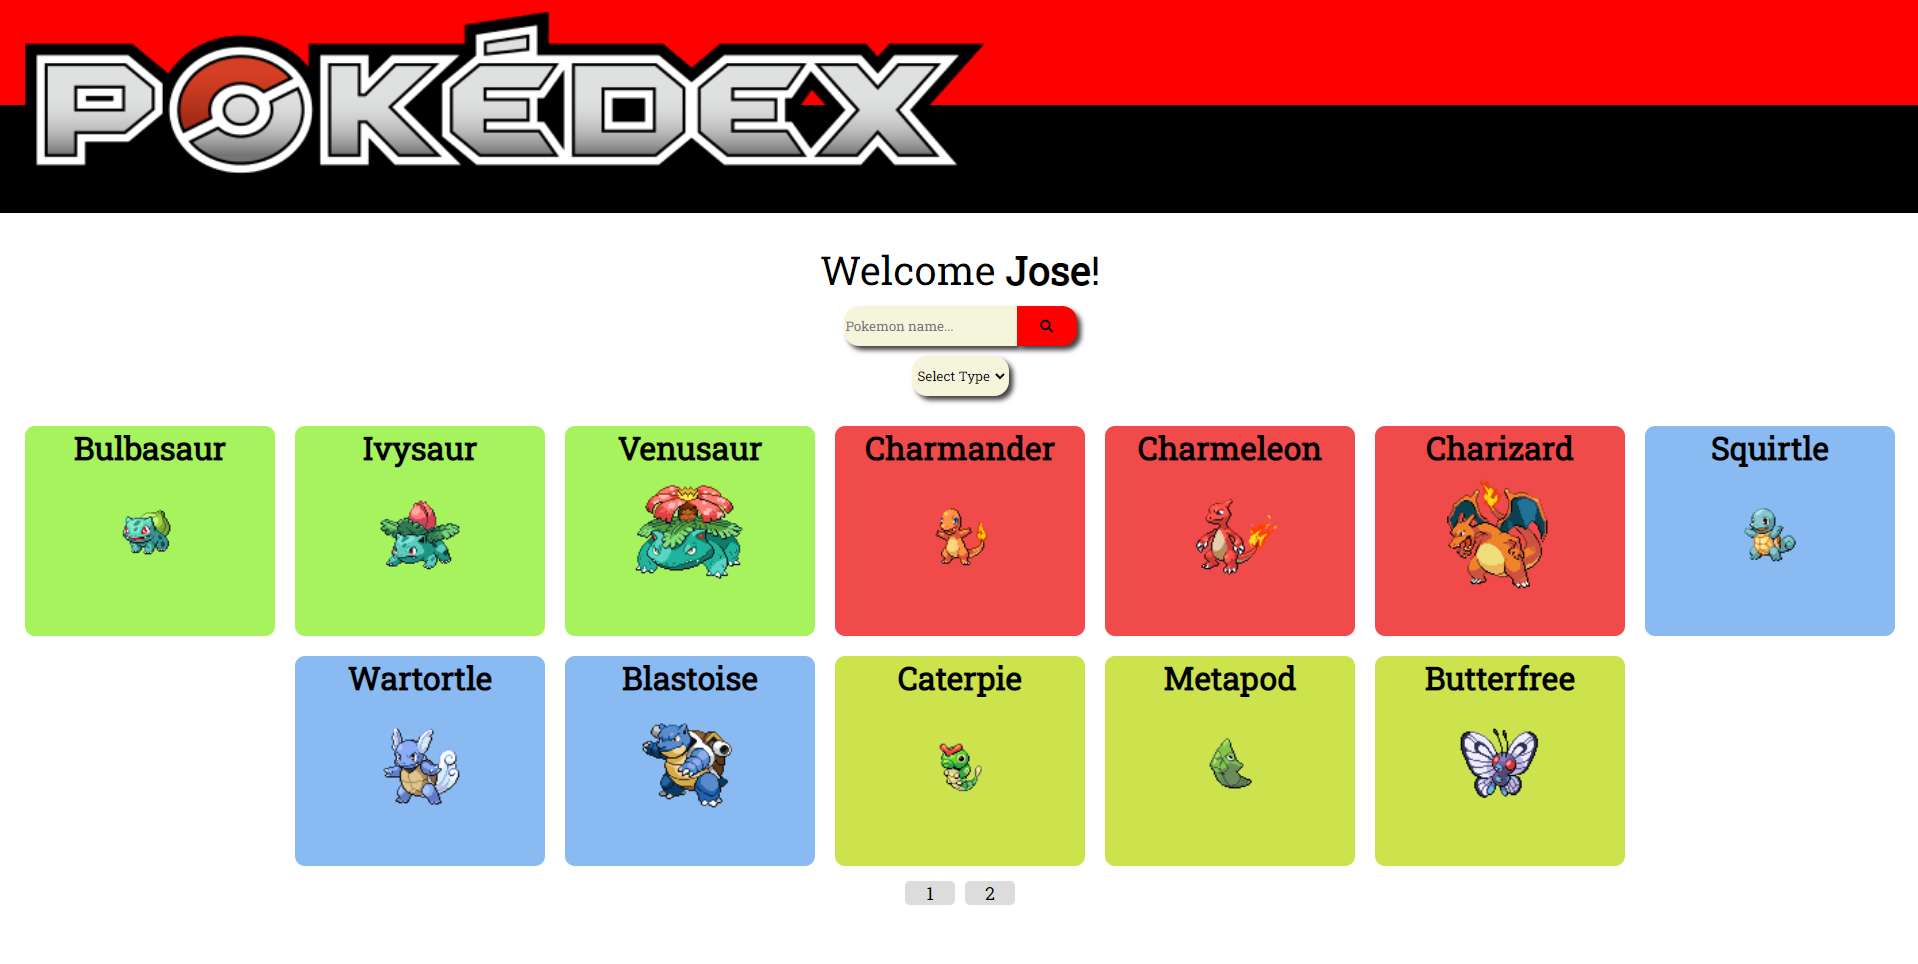 POKÉDEX
Welcome Jose!
Pokemon name...
Select Type
Bulbasaur
Ivysaur
Venusaur
Charmander
Charmeleon
Charizard
Squirtle
Wartortle
Blastoise
Caterpie
Metapod
Butterfree
1
2